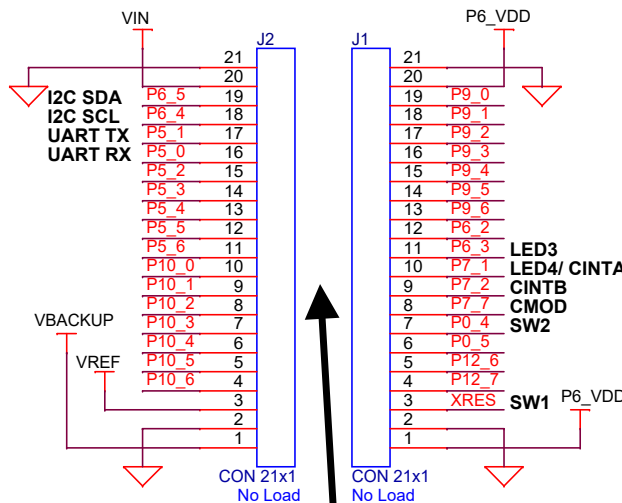 VIN
P6_VDD
J2
J1
21
21
20
20
I2C SDA P6_5 19
19 P9_0
I2C SCL P6_4 18
18 P9_1
UART TX P5_1 17
17 P9_2
UART RX P5_0 16
16 P9_3
P5_2 15
15 P9_4
P5_3 14
14 P9_5
P5_4 13
13 P9_6
P5_5 12
12 P6_2
P5_6 11
11 P6_3 LED3
P10_0 10
10 P7_1 LED4/ CINTA
P10_1 9
9 P7_2 CINTB
P10_2 8
8 P7_7 CMOD
VBACKUP P10_3 7
7 P0_4 SW2
P10_4 6
6 P0_5
VREF P10_5 5
5 P12_6
P10_6 4
4 P12_7
3
3 XRES SW1
P6_VDD
2
2
1
1
CON 21x1
CON 21x1
No Load
No Load